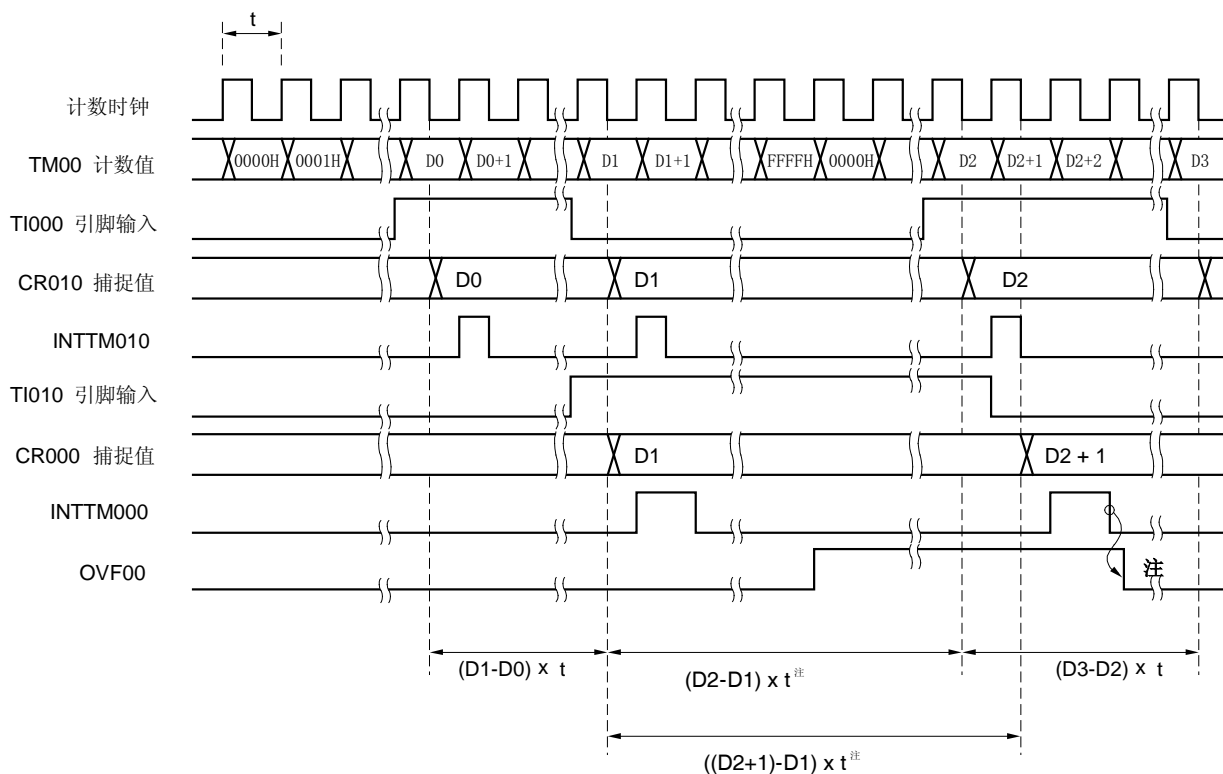 t
计数时钟
TM00 计数值
0000H 0001H D0 D0+1 D1 D1+1 FFFFH 0000H D2 D2+1 D2+2 D3
TI000 引脚输入
CR010 捕捉值
D0 D1 D2
INTTM010
TI010 引脚输入
CR000 捕捉值
D1 D2 + 1
INTTM000
OVF00
注
(D1-D0) x t
(D2-D1) x t注
(D3-D2) x t
((D2+1)-D1) x t注